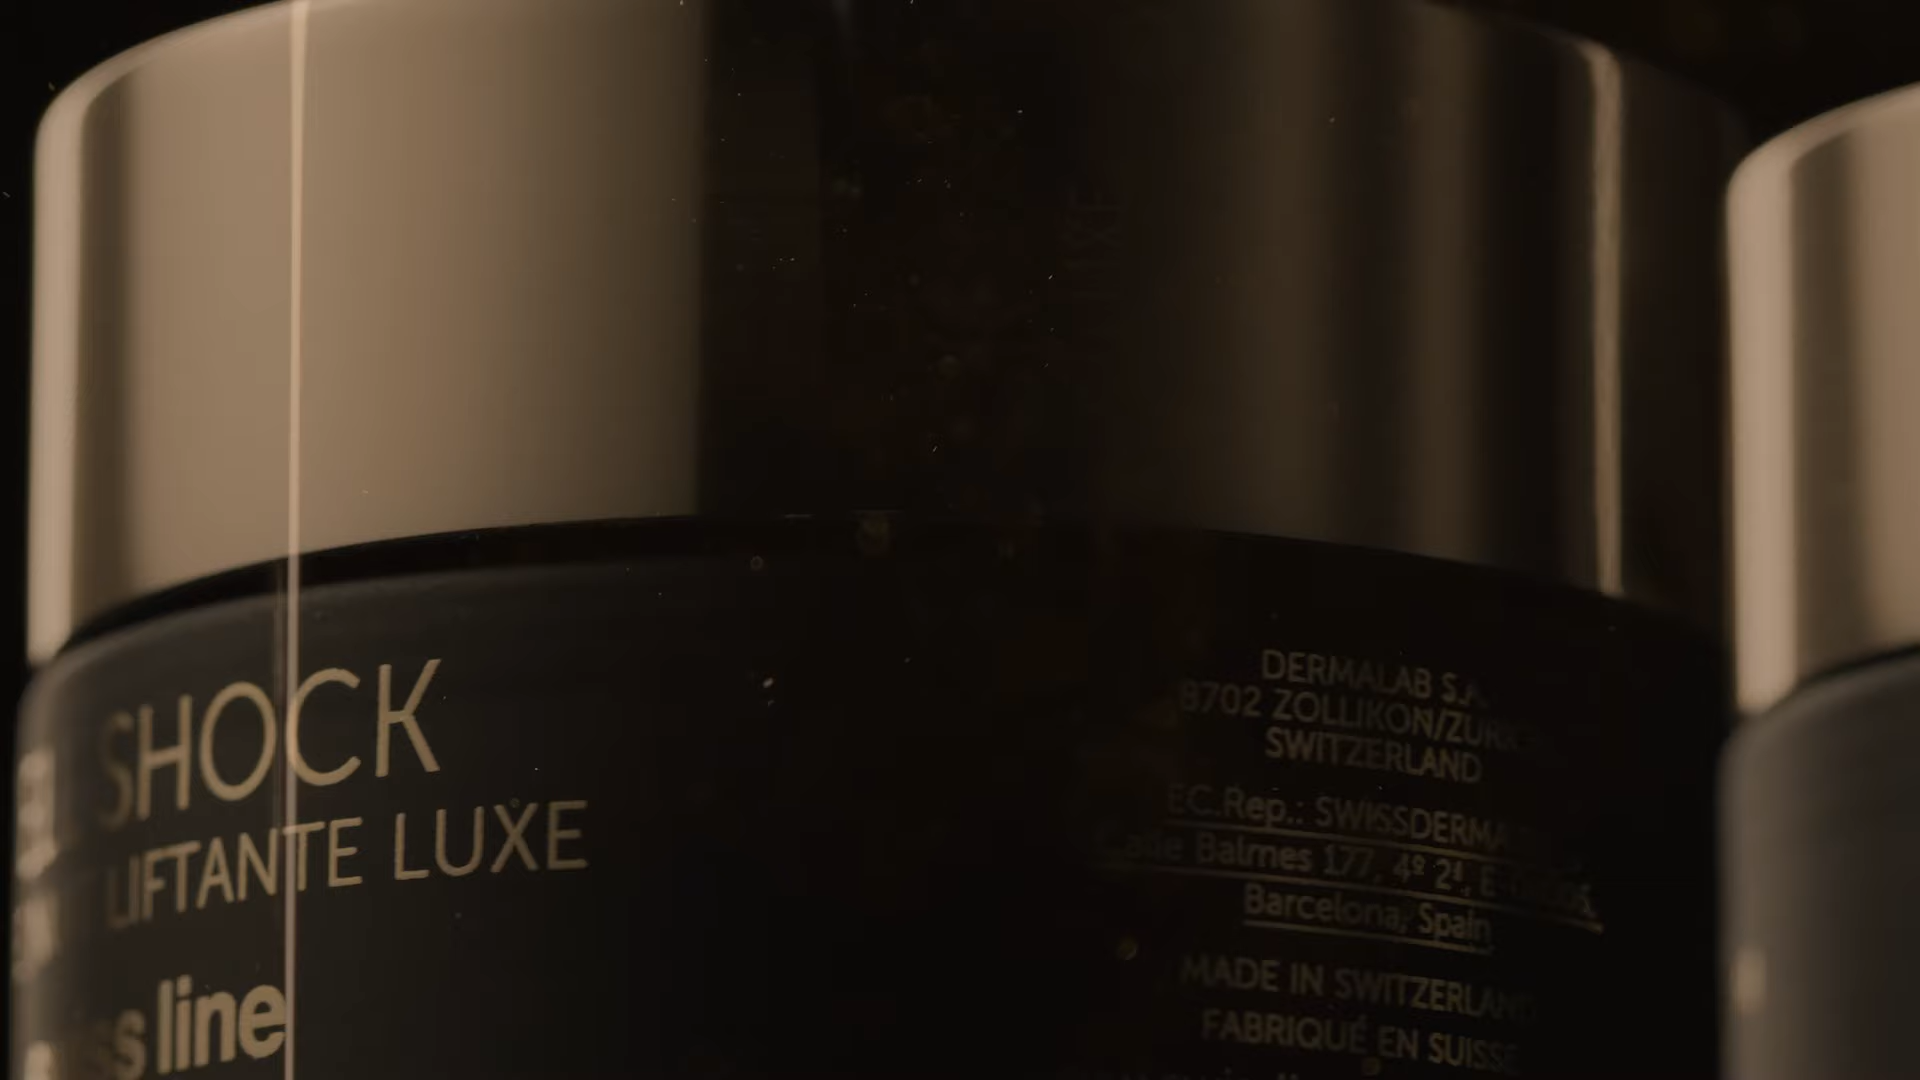 SHOCK
LIFTANTE LUXE
line
DERMALAB S.A.
8702 ZOLLIKON/ZUR
SWITZERLAND
EC.Rep.: SWISSDERMA
Balmes 177, 4º 2ª,
Barcelona, Spain
MADE IN SWITZERLAND
FABRIQUÉ EN SUISSE